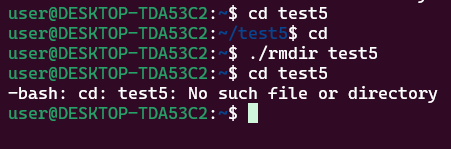 user@DESKTOP-TDA53C2:~$ cd test5
user@DESKTOP-TDA53C2:~/test5$ cd
user@DESKTOP-TDA53C2:~$ ./rmdir test5
user@DESKTOP-TDA53C2:~$ cd test5
-bash: cd: test5: No such file or directory
user@DESKTOP-TDA53C2:~$